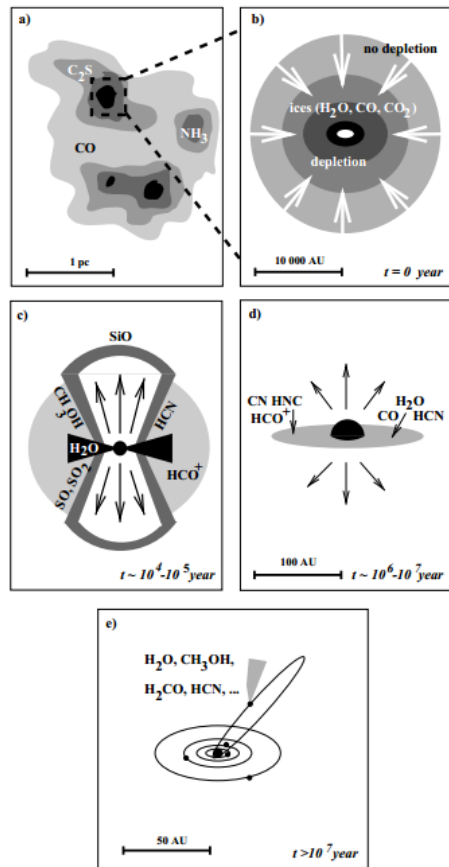 a)
C2S
NH3
CO
1 pc
b)
no depletion
ices (H2O, CO, CO2)
depletion
10 000 AU
t = 0 year
c)
SiO
CH3OH
HCN
H2O
SO, SO2
HCO+
t ~ 10^4-10^5 year
d)
CN HNC
HCO+
H2O
CO HCN
100 AU
t ~ 10^6-10^7 year
e)
H2O, CH3OH,
H2CO, HCN, ...
50 AU
t >10^7 year